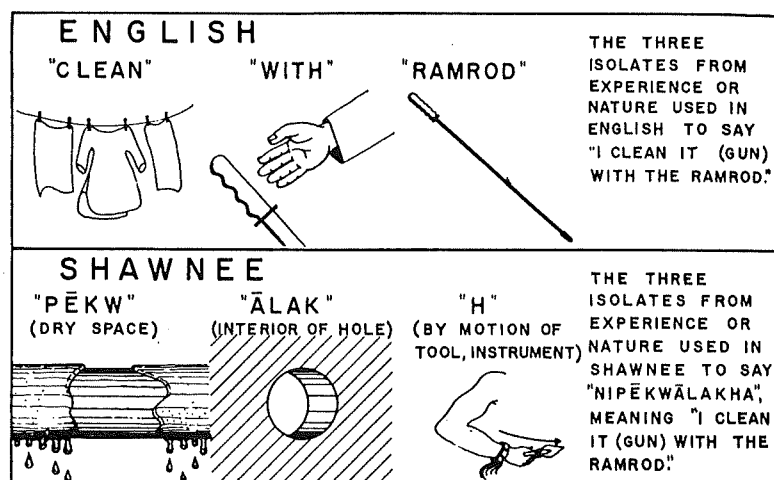 ENGLISH
"CLEAN" "WITH" "RAMROD"
THE THREE
ISOLATES FROM
EXPERIENCE OR
NATURE USED IN
ENGLISH TO SAY
"I CLEAN IT (GUN)
WITH THE RAMROD."
SHAWNEE
"PĒKW" "ĀLAK" "H"
(DRY SPACE) (INTERIOR OF HOLE) (BY MOTION OF
TOOL, INSTRUMENT)
THE THREE
ISOLATES FROM
EXPERIENCE OR
NATURE USED IN
SHAWNEE TO SAY
"NIPĒKWĀLAKHA",
MEANING "I CLEAN
IT (GUN) WITH THE
RAMROD."